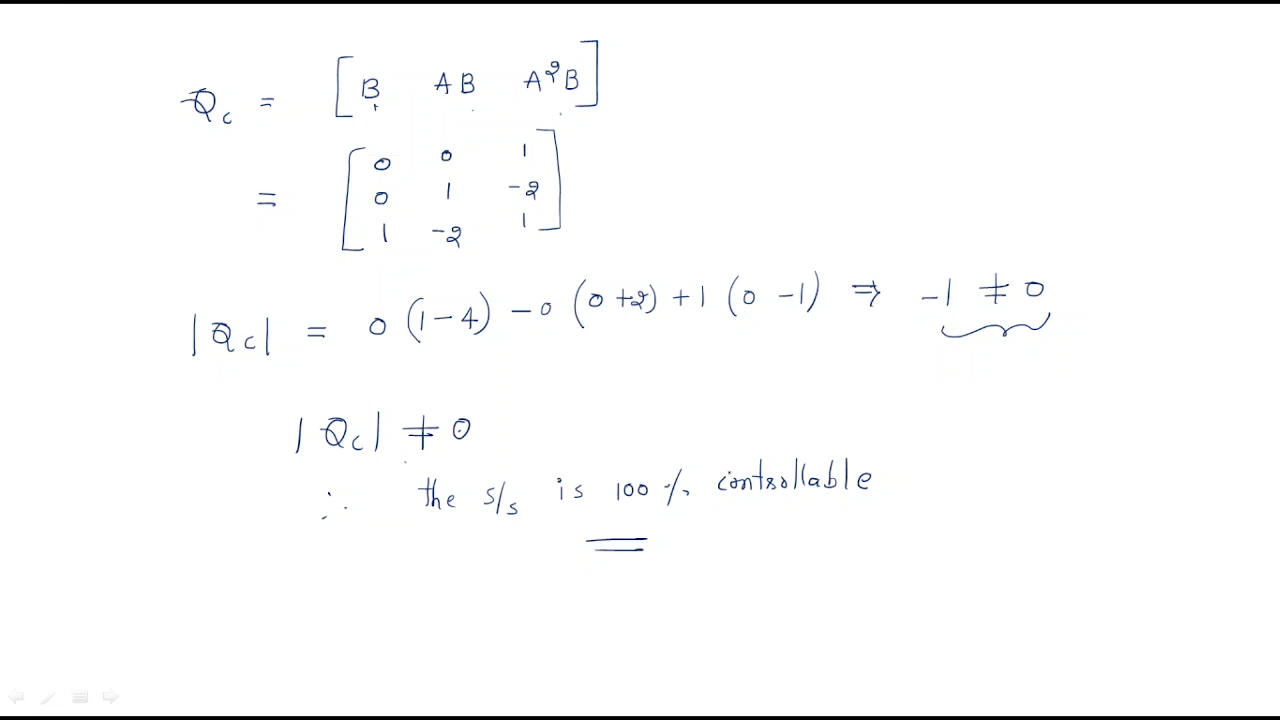 Qc = [ B AB A²B ]
= [ 0 0 1
0 1 -2
1 -2 1 ]
|Qc| = 0 (1-4) -0 (0+2) +1 (0 -1) ⇒ -1 ≠ 0
|Qc| ≠ 0
∴ the s/s is 100 % controllable